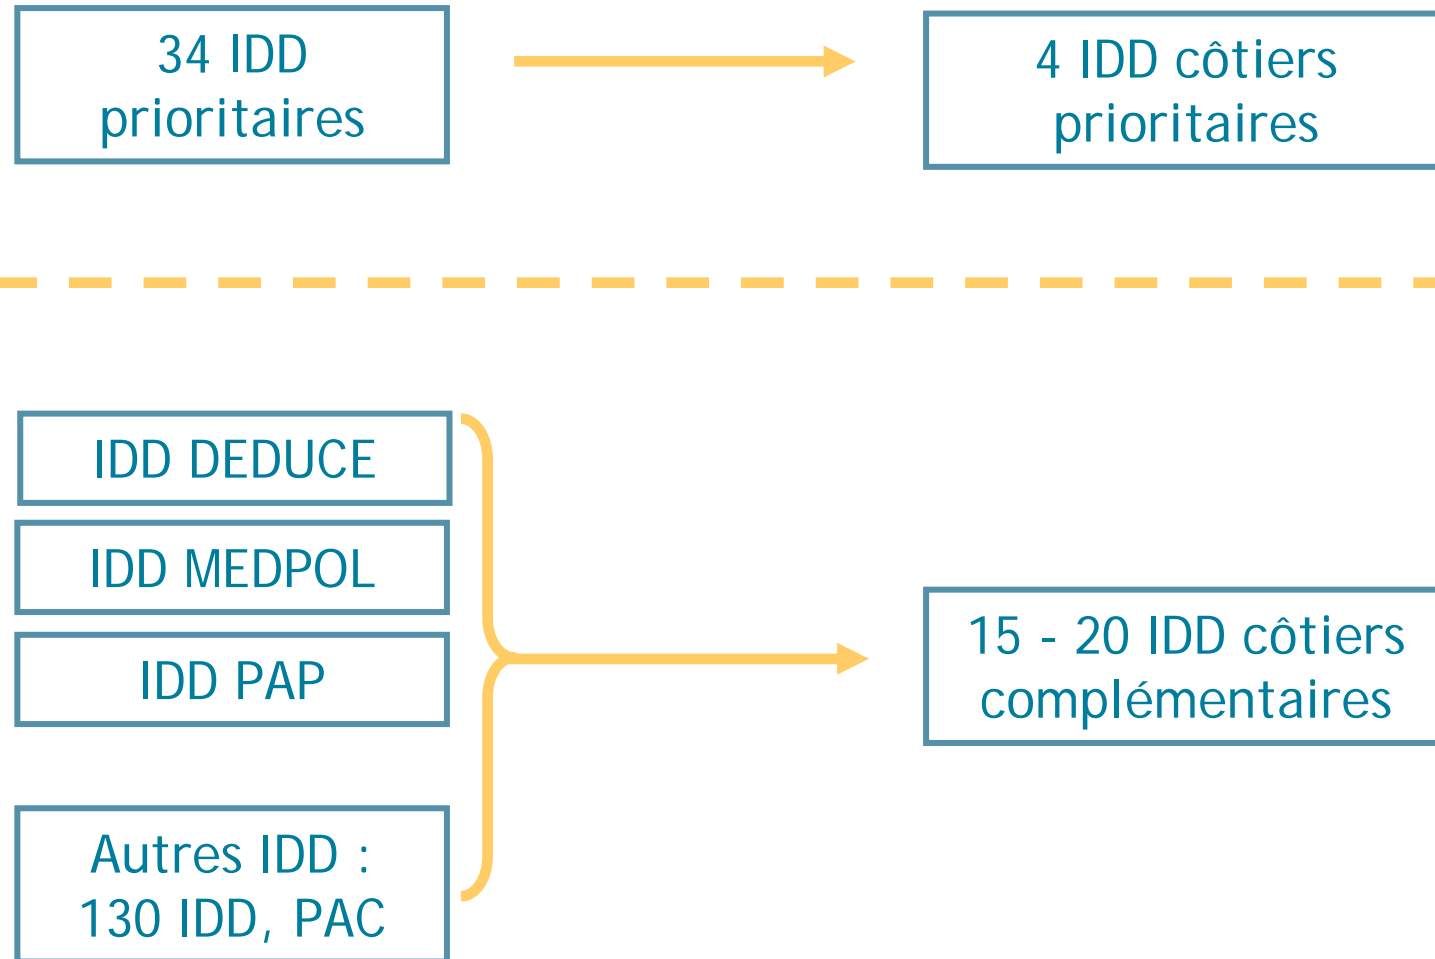 34 IDD
prioritaires
4 IDD côtiers
prioritaires
IDD DEDUCE
IDD MEDPOL
IDD PAP
Autres IDD :
130 IDD, PAC
15 - 20 IDD côtiers
complémentaires